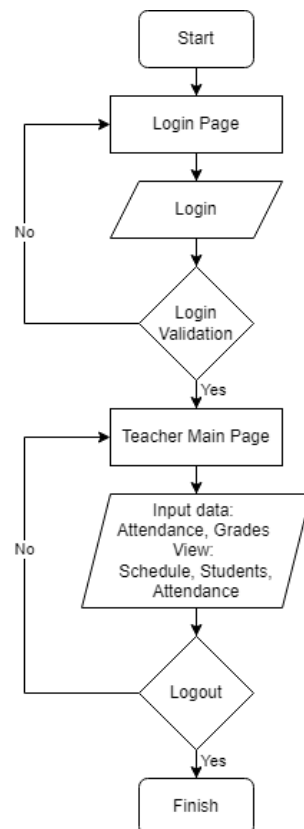 Start
Login Page
Login
No
Login
Validation
Yes
Teacher Main Page
Input data:
Attendance, Grades
View:
Schedule, Students,
Attendance
No
Logout
Yes
Finish